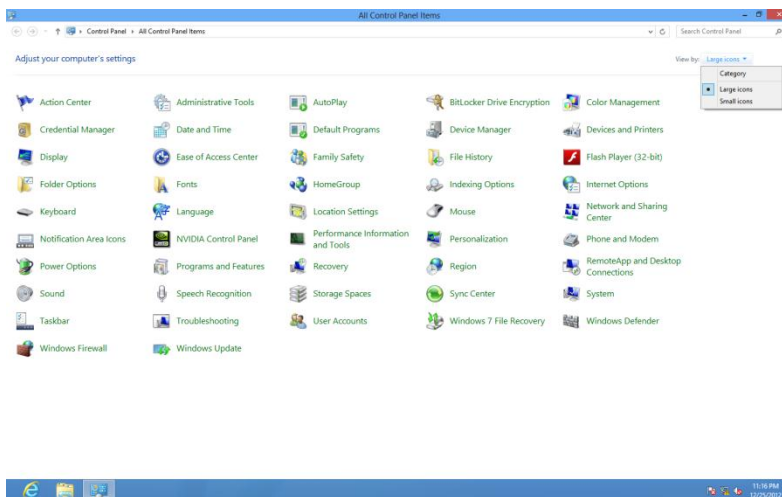 All Control Panel Items
Control Panel
All Control Panel Items
Search Control Panel
Adjust your computer's settings
View by: Large icons
Category
Large icons
Small icons
Action Center
Administrative Tools
AutoPlay
BitLocker Drive Encryption
Color Management
Credential Manager
Date and Time
Default Programs
Device Manager
Devices and Printers
Display
Ease of Access Center
Family Safety
File History
Flash Player (32-bit)
Folder Options
Fonts
HomeGroup
Indexing Options
Internet Options
Keyboard
Language
Location Settings
Mouse
Network and Sharing
Center
Notification Area Icons
NVIDIA Control Panel
Performance Information
and Tools
Personalization
Phone and Modem
Power Options
Programs and Features
Recovery
Region
RemoteApp and Desktop
Connections
Sound
Speech Recognition
Storage Spaces
Sync Center
System
Taskbar
Troubleshooting
User Accounts
Windows 7 File Recovery
Windows Defender
Windows Firewall
Windows Update
11:16 PM
12/25/2012